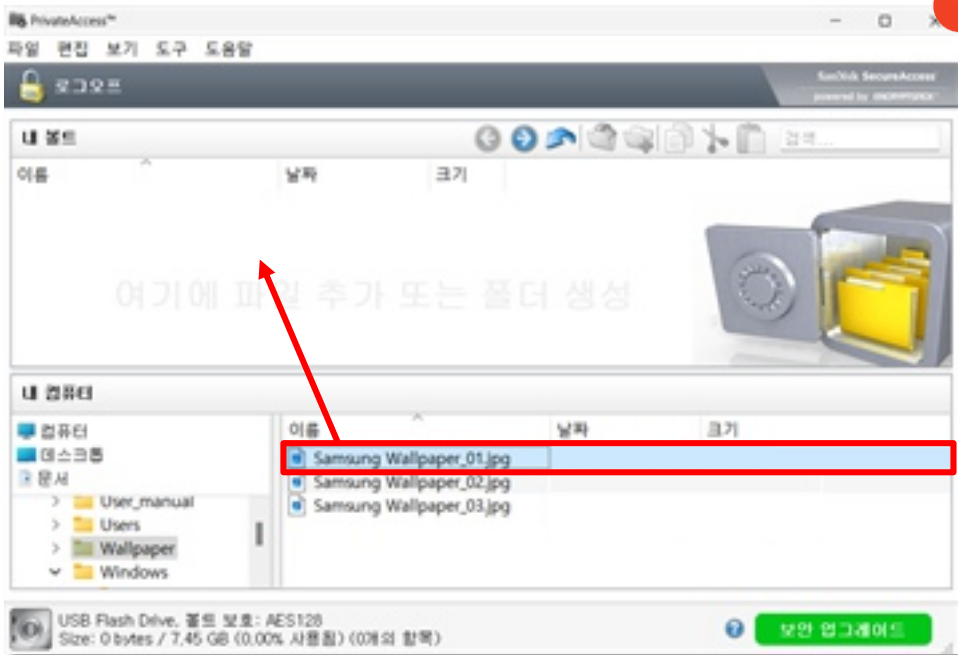 PrivateAccess™
파일 편집 보기 도구 도움말
로그오프
SanDisk SecureAccess
powered by ENCRYPTSTICK
내 볼트
검색...
이름 날짜 크기
여기에 파일 추가 또는 폴더 생성
내 컴퓨터
컴퓨터
데스크톱
문서
User_manual
Users
Wallpaper
Windows
이름 날짜 크기
Samsung Wallpaper_01.jpg
Samsung Wallpaper_02.jpg
Samsung Wallpaper_03.jpg
USB Flash Drive, 볼트 보호: AES128
Size: 0 bytes / 7.45 GB (0.00% 사용됨) (0개의 항목)
보안 업그레이드